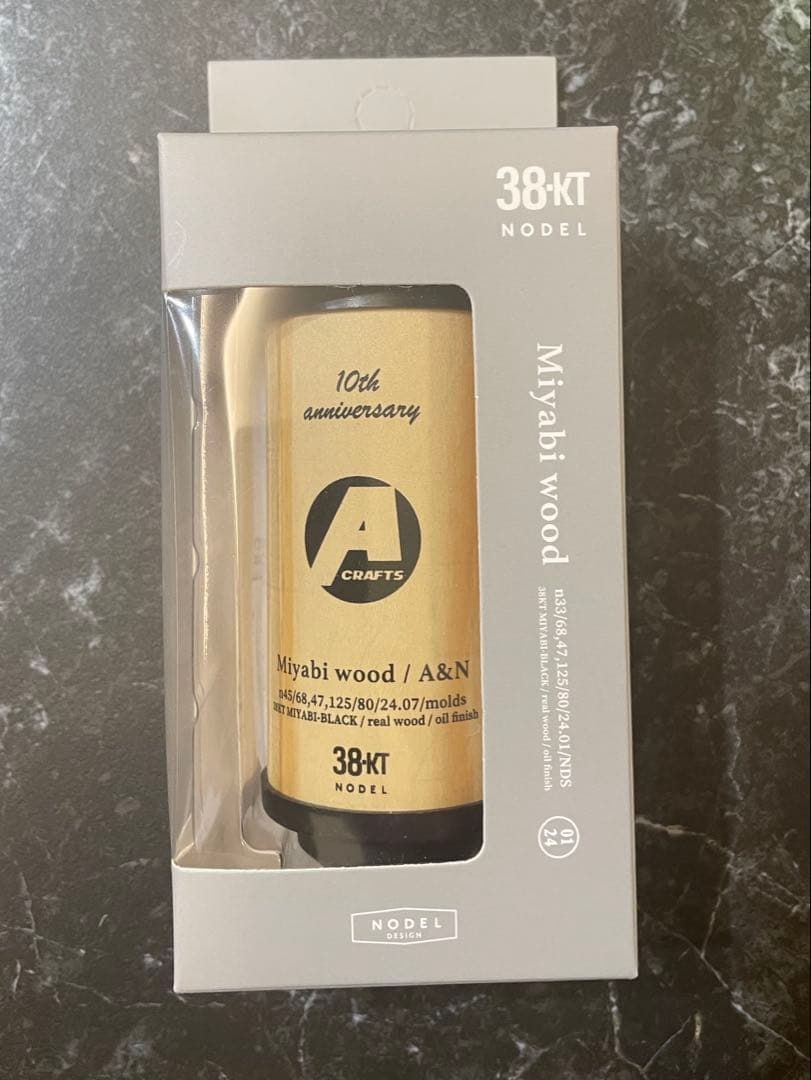 38·KT
NODEL
Miyabi wood
n33/68,47,125/80/24.01/NDS
38KT MIYABI-BLACK / real wood / oil finish
01
24
10th
anniversary
A
CRAFTS
Miyabi wood / A&N
n45/68,47,125/80/24.07/molds
38KT MIYABI-BLACK / real wood / oil finish
38·KT
NODEL
NODEL
DESIGN